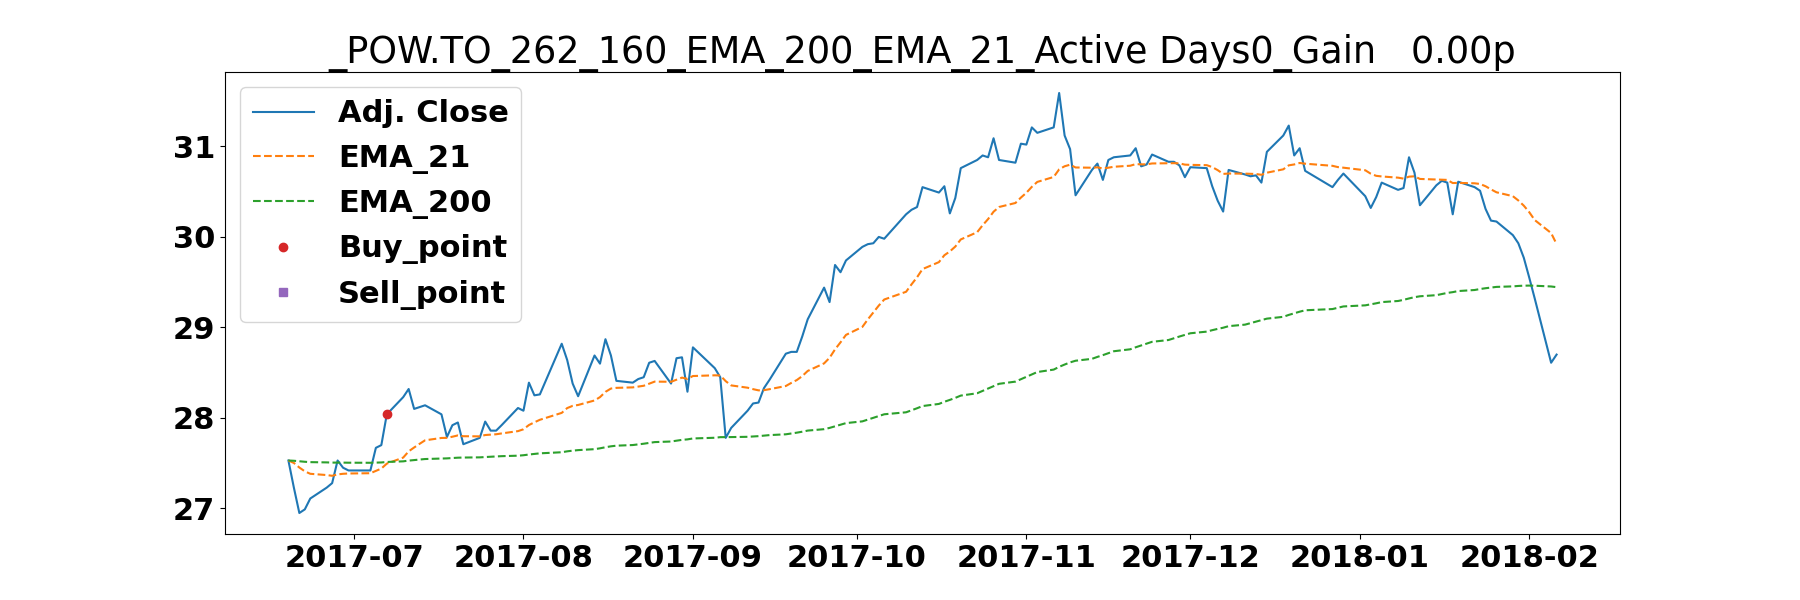 _POW.TO_262_160_EMA_200_EMA_21_Active Days0_Gain   0.00p
Adj. Close
EMA_21
EMA_200
Buy_point
Sell_point
31
30
29
28
27
2017-07 2017-08 2017-09 2017-10 2017-11 2017-12 2018-01 2018-02